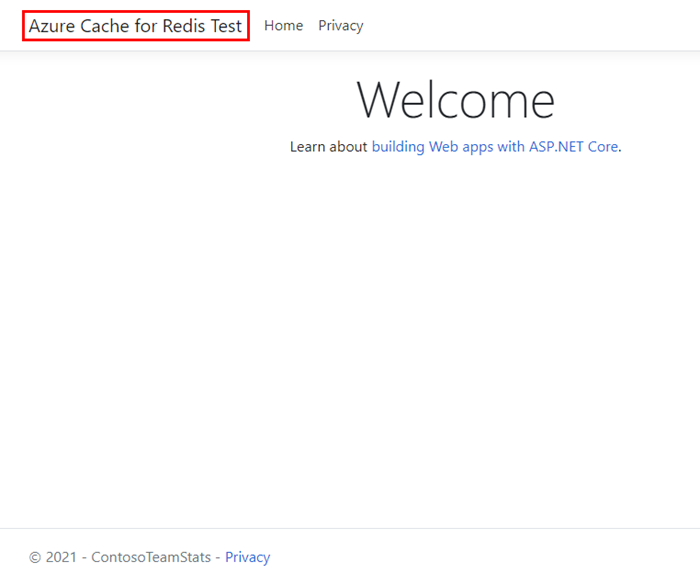 Azure Cache for Redis Test Home Privacy
Welcome
Learn about building Web apps with ASP.NET Core.
© 2021 - ContosoTeamStats - Privacy